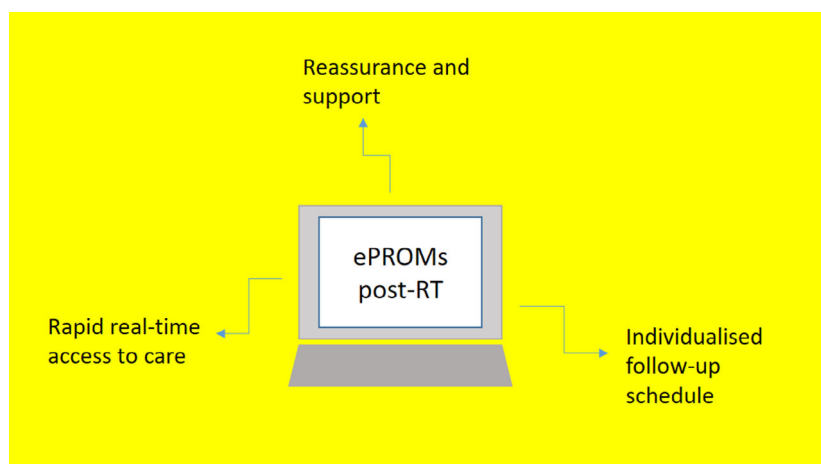 Reassurance and
support
ePROMs
post-RT
Rapid real-time
access to care
Individualised
follow-up
schedule